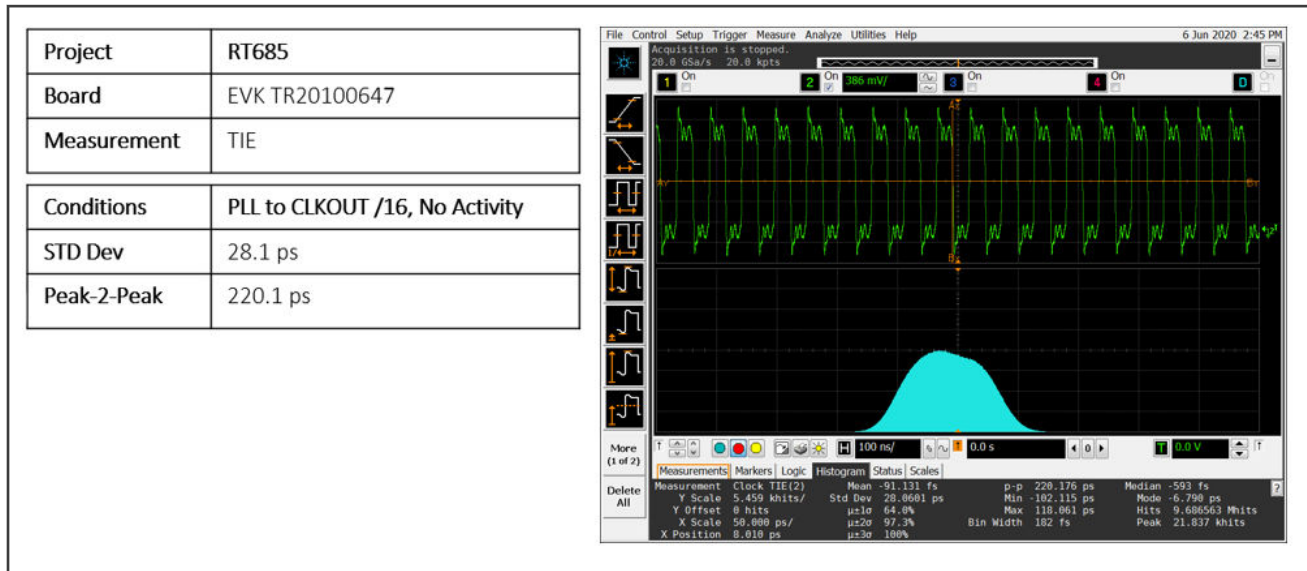 Project RT685
Board EVK TR20100647
Measurement TIE
Conditions PLL to CLKOUT /16, No Activity
STD Dev 28.1 ps
Peak-2-Peak 220.1 ps
File Control Setup Trigger Measure Analyze Utilities Help 6 Jun 2020 2:45 PM
Acquisition is stopped.
20.0 GSa/s 20.0 kpts
1 On 2 On 386 mV/ 3 On 4 On D On
More
(1 of 2)
Delete
All
H 100 ns/ 0.0 s 0 T 0.0 V
Measurements Markers Logic Histogram Status Scales
Measurement Clock TIE(2) Mean -91.131 fs p-p 220.176 ps Median -593 fs
Y Scale 5.459 khits/ Std Dev 28.0601 ps Min -102.115 ps Mode -6.790 ps
Y Offset 0 hits µ±1σ 64.0% Max 118.061 ps Hits 9.686563 Mhits
X Scale 50.000 ps/ µ±2σ 97.3% Bin Width 182 fs Peak 21.837 khits
X Position 8.010 ps µ±3σ 100%
?